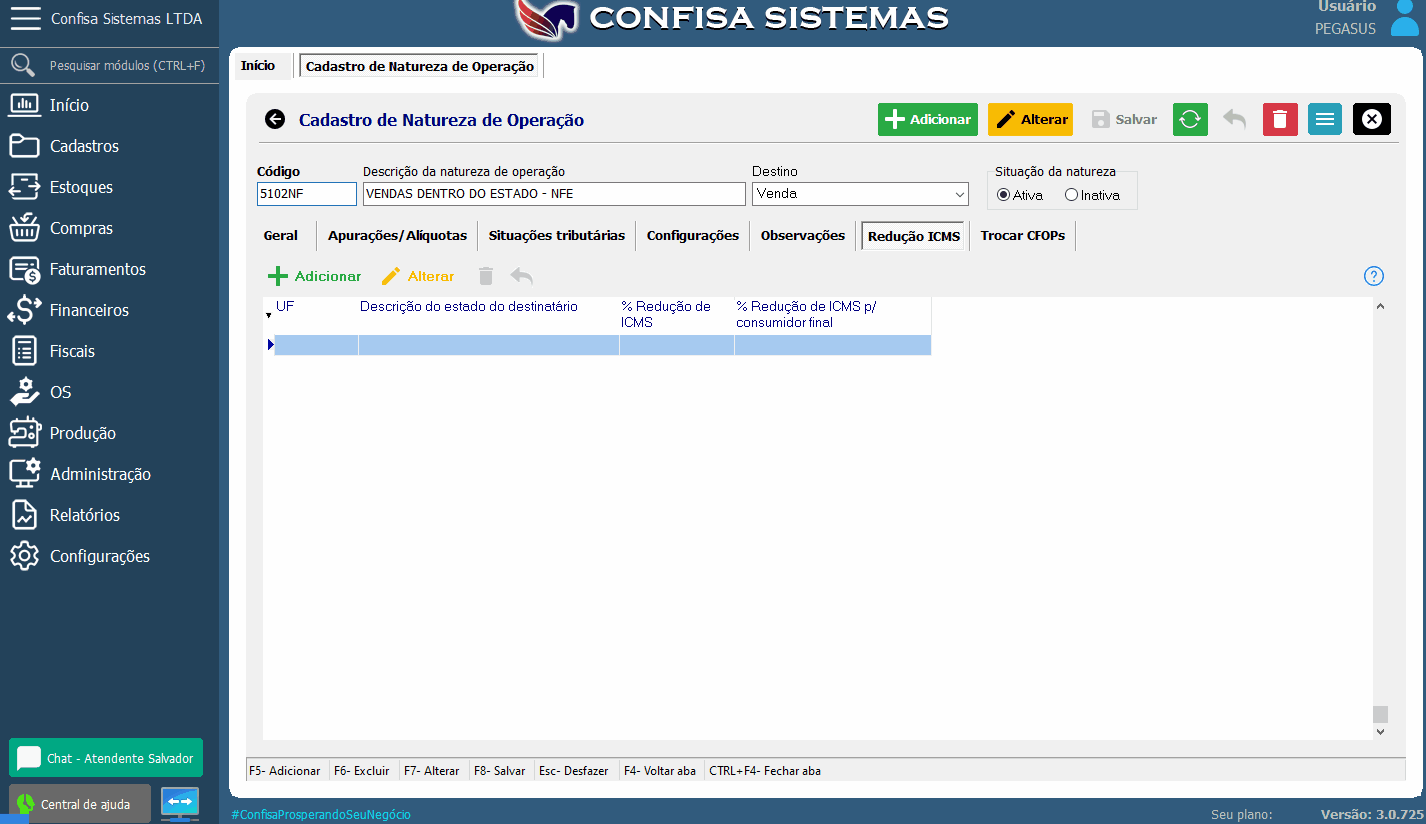 Confisa Sistemas LTDA
CONFISA SISTEMAS
Usuário
PEGASUS
Pesquisar módulos (CTRL+F)
Início
Cadastros
Estoques
Compras
Faturamentos
Financeiros
Fiscais
OS
Produção
Administração
Relatórios
Configurações
Chat - Atendente Salvador
Central de ajuda
Início
Cadastro de Natureza de Operação
Cadastro de Natureza de Operação
Adicionar
Alterar
Salvar
Código
Descrição da natureza de operação
Destino
Situação da natureza
5102NF
VENDAS DENTRO DO ESTADO - NFE
Venda
Ativa
Inativa
Geral
Apurações/Alíquotas
Situações tributárias
Configurações
Observações
Redução ICMS
Trocar CFOPs
Adicionar
Alterar
?
UF
Descrição do estado do destinatário
% Redução de
ICMS
% Redução de ICMS p/
consumidor final
F5- Adicionar
F6- Excluir
F7- Alterar
F8- Salvar
Esc- Desfazer
F4- Voltar aba
CTRL+F4- Fechar aba
#ConfisaProsperandoSeuNegócio
Seu plano:
Versão: 3.0.725